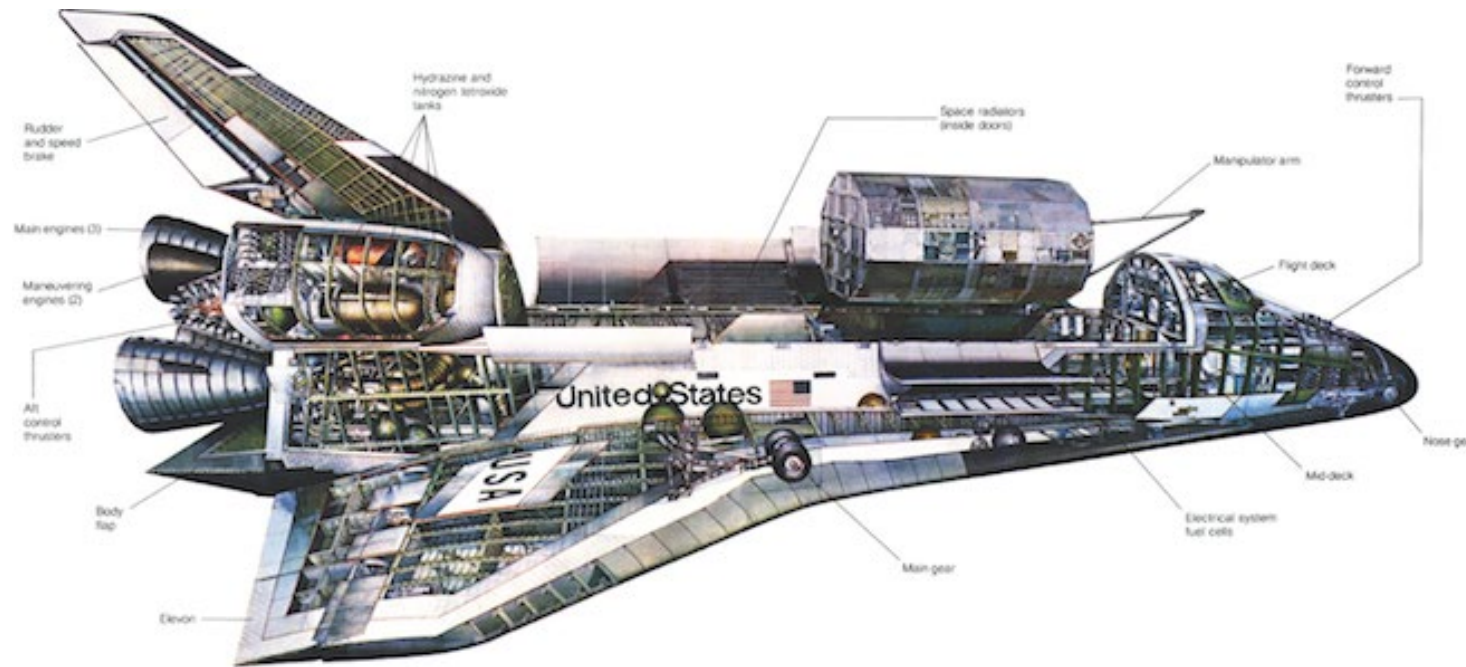 Hydrazine and
nitrogen tetroxide
tanks
Forward
control
thrusters
Space radiators
(inside doors)
Rudder
and speed
brake
Manipulator arm
Main engines (3)
Flight deck
Maneuvering
engines (2)
United States
Aft
control
thrusters
Nose ge
USA
Mid-deck
Body
flap
Electrical system
fuel cells
Main gear
Elevon